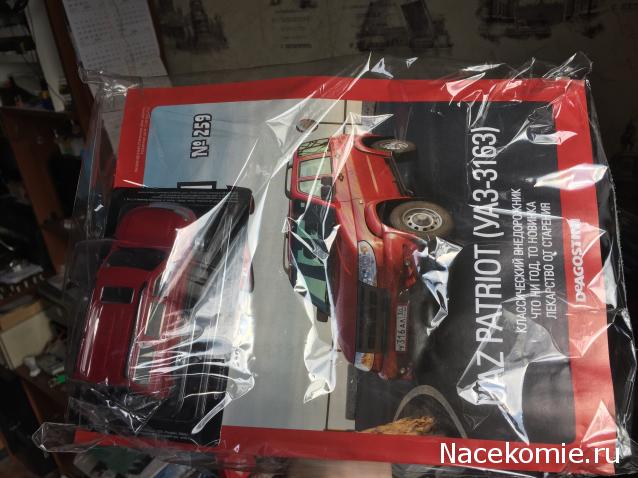 № 259
UAZ PATRIOT (УАЗ-3163)
КЛАССИЧЕСКИЙ ВНЕДОРОЖНИК
ЧТО НИ ГОД, ТО НОВИНКА
ЛЕКАРСТВО ОТ СТАРЕНИЯ
DeAGOSTINI
Nacekomie.ru